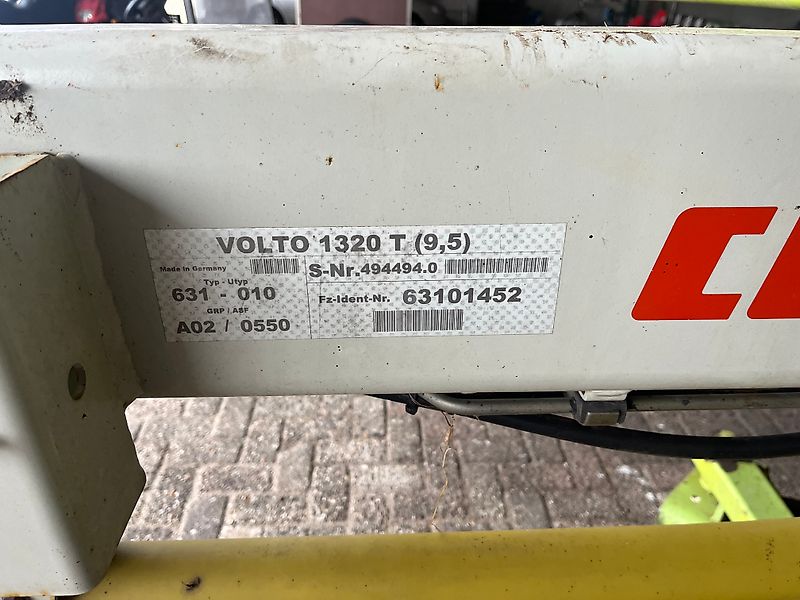 VOLTO 1320 T (9,5)
Made in Germany
S-Nr.494494.0
Typ - Utyp
631 - 010
Fz-Ident-Nr. 63101452
GRP / ASF
A02 / 0550